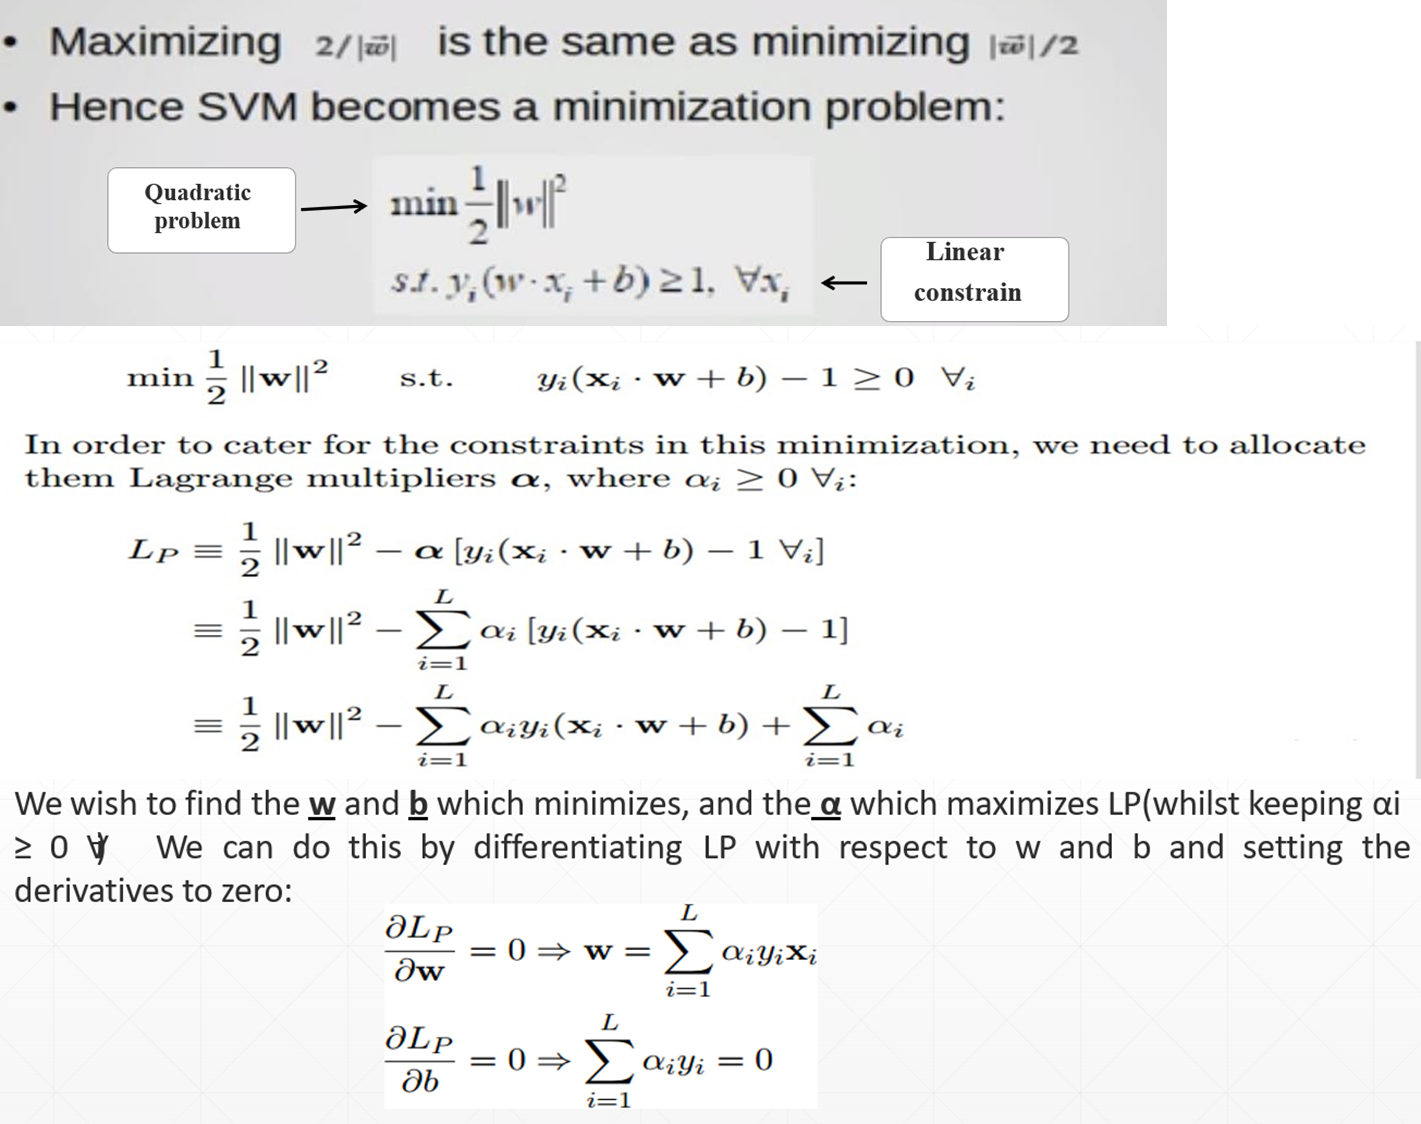 • Maximizing 2/|w⃗| is the same as minimizing |w⃗|/2
• Hence SVM becomes a minimization problem:
Quadratic
problem
min 1/2 ‖w‖²
s.t. yᵢ(w · xᵢ + b) ≥ 1, ∀xᵢ
Linear
constrain
min 1/2 ‖w‖² s.t. yᵢ(xᵢ · w + b) − 1 ≥ 0 ∀ᵢ
In order to cater for the constraints in this minimization, we need to allocate
them Lagrange multipliers α, where αᵢ ≥ 0 ∀ᵢ:
L_P ≡ 1/2 ‖w‖² − α [yᵢ(xᵢ · w + b) − 1 ∀ᵢ]
≡ 1/2 ‖w‖² − ∑_{i=1}^{L} αᵢ [yᵢ(xᵢ · w + b) − 1]
≡ 1/2 ‖w‖² − ∑_{i=1}^{L} αᵢyᵢ(xᵢ · w + b) + ∑_{i=1}^{L} αᵢ
We wish to find the w and b which minimizes, and the α which maximizes LP(whilst keeping αi
≥ 0 ∀ We can do this by differentiating LP with respect to w and b and setting the
derivatives to zero:
∂L_P/∂w = 0 ⇒ w = ∑_{i=1}^{L} αᵢyᵢxᵢ
∂L_P/∂b = 0 ⇒ ∑_{i=1}^{L} αᵢyᵢ = 0